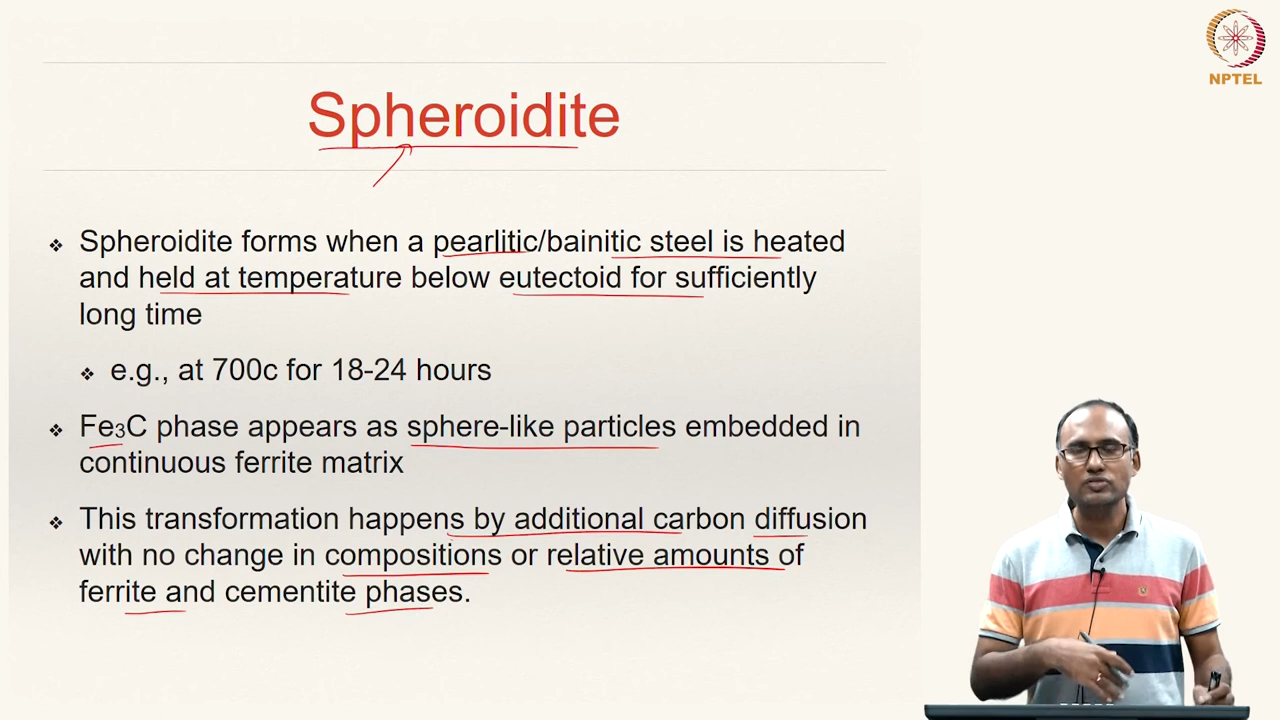 NPTEL
Spheroidite
❖ Spheroidite forms when a pearlitic/bainitic steel is heated
and held at temperature below eutectoid for sufficiently
long time
❖ e.g., at 700c for 18-24 hours
❖ Fe₃C phase appears as sphere-like particles embedded in
continuous ferrite matrix
❖ This transformation happens by additional carbon diffusion
with no change in compositions or relative amounts of
ferrite and cementite phases.